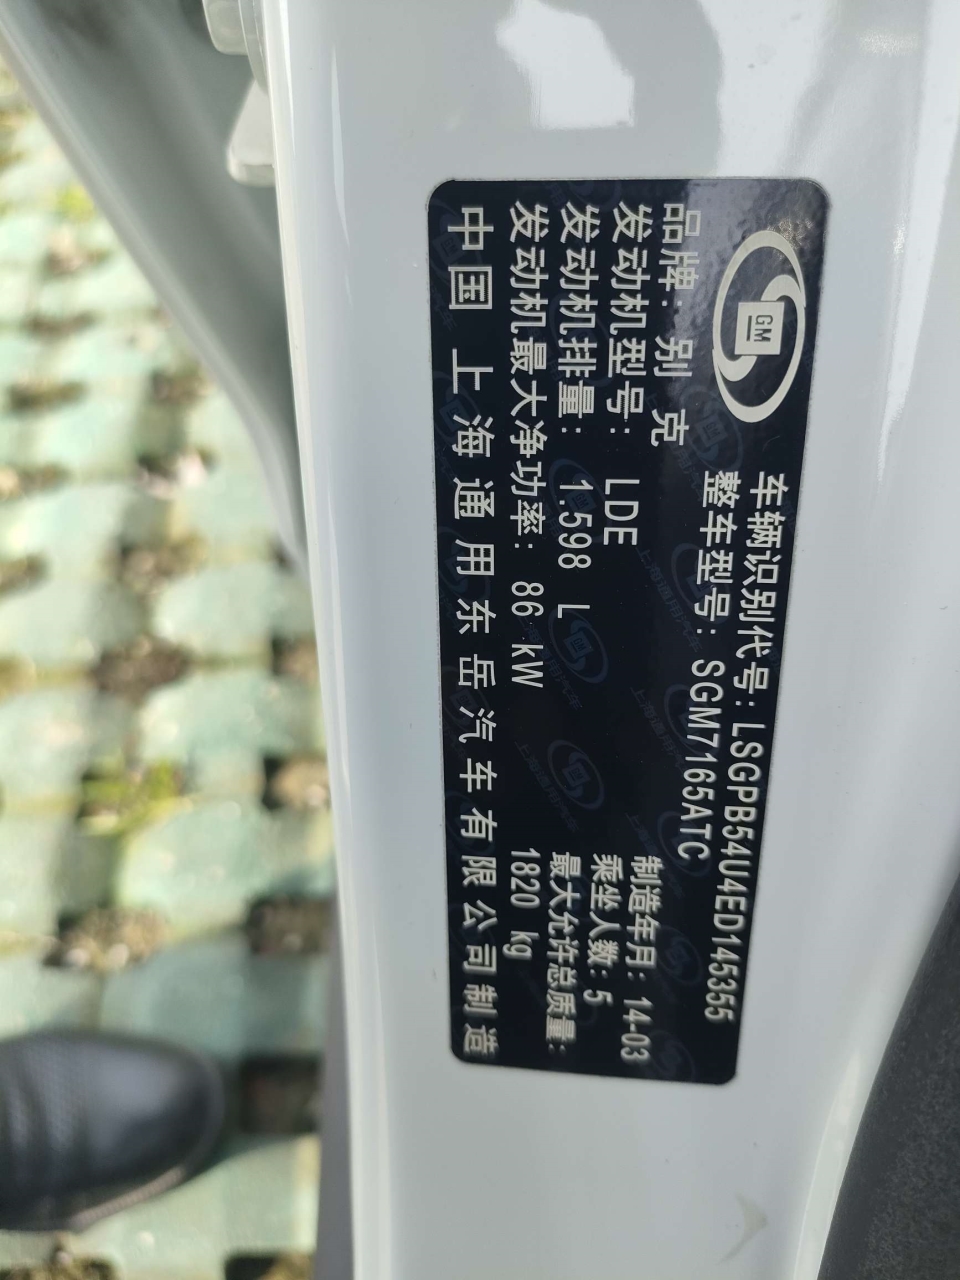 GM
车辆识别代号: LSGPB54U4ED145355
整车型号: SGM7165ATC
品牌: 别 克
发动机型号: LDE
制造年月: 14-03
发动机排量: 1.598 L
乘坐人数: 5
发动机最大净功率: 86 kW
最大允许总质量:
1820 kg
中国 上海通用东岳汽车有限公司制造